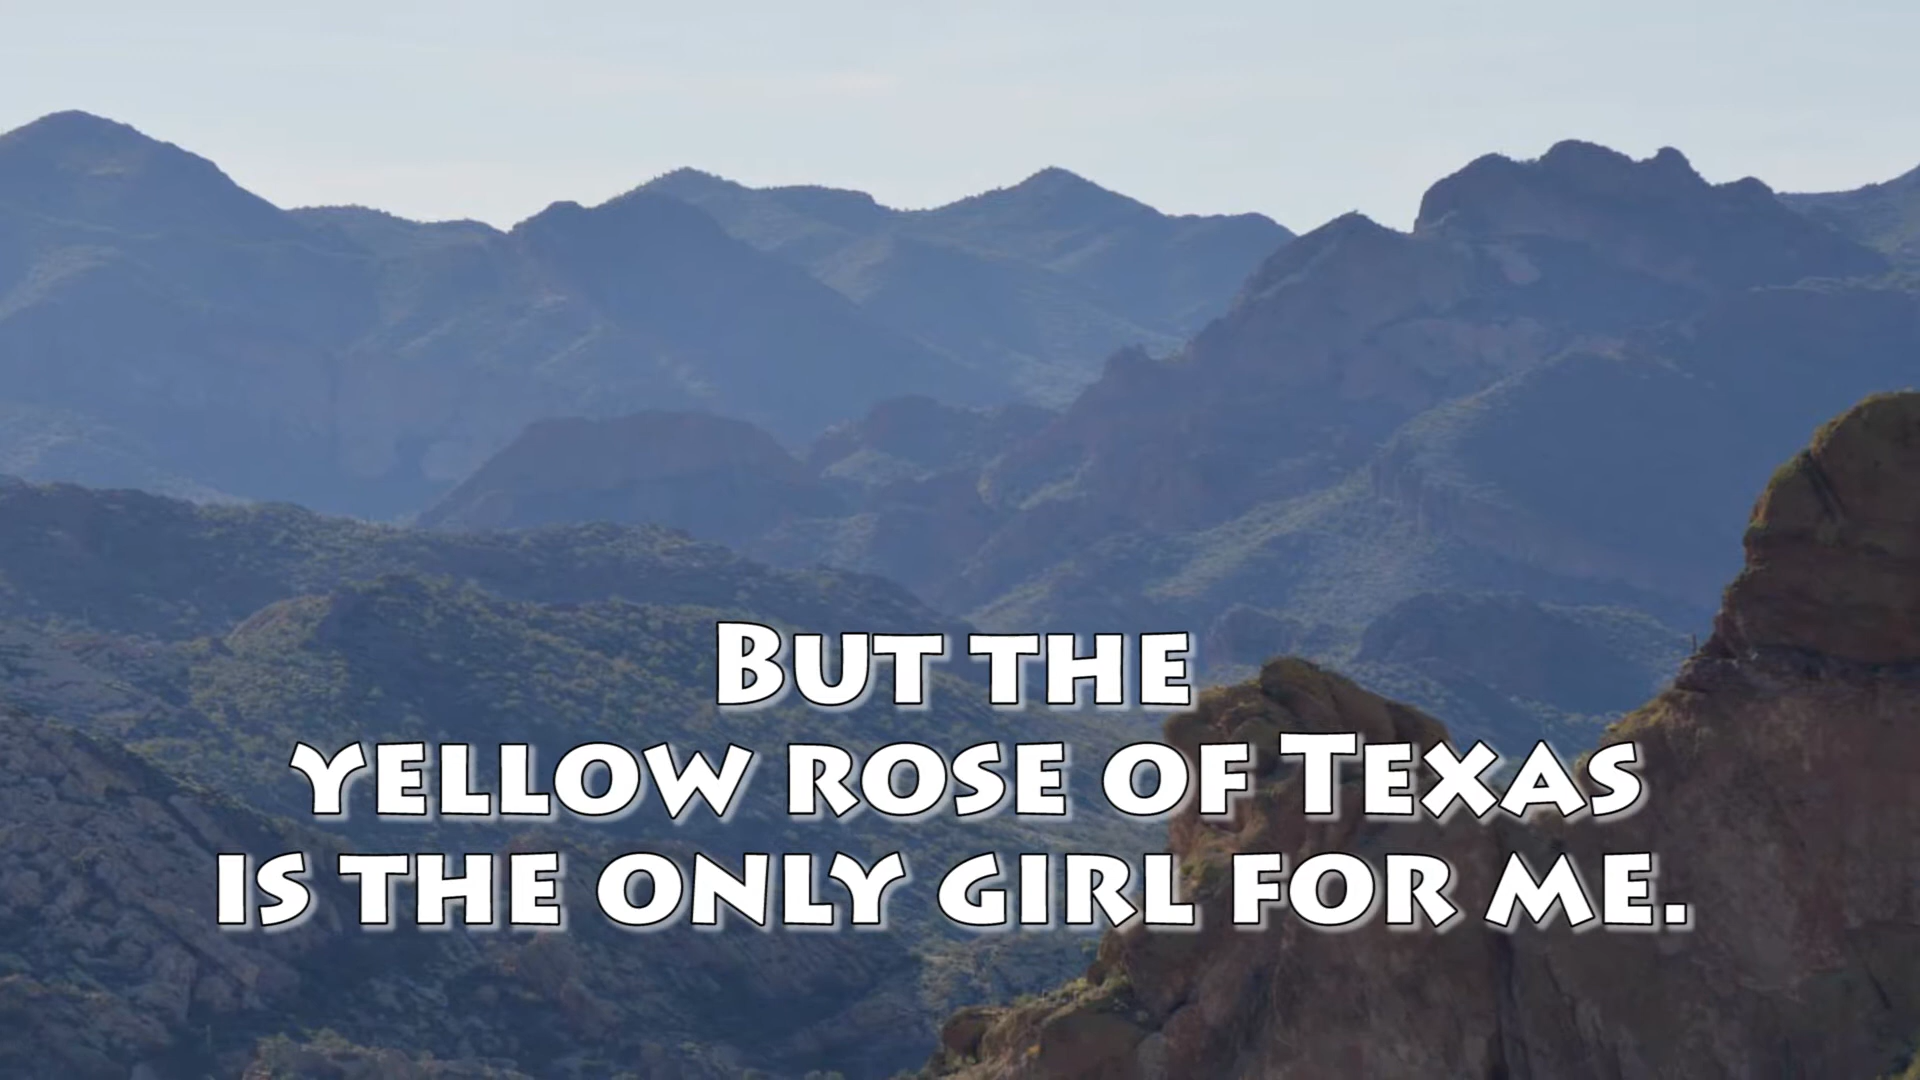 But the
yellow rose of Texas
is the only girl for me.